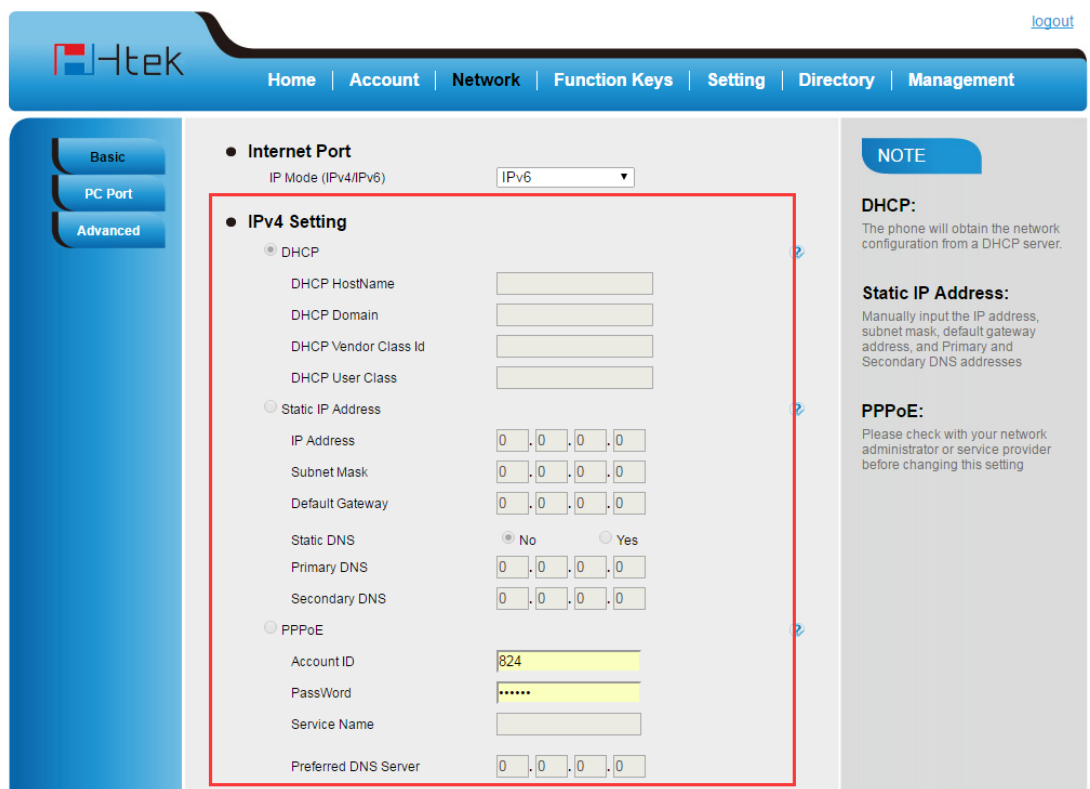 logout
Htek
Home Account Network Function Keys Setting Directory Management
Basic
PC Port
Advanced
Internet Port
IP Mode (IPv4/IPv6) IPv6
IPv4 Setting
DHCP
DHCP HostName
DHCP Domain
DHCP Vendor Class Id
DHCP User Class
Static IP Address
IP Address 0 . 0 . 0 . 0
Subnet Mask 0 . 0 . 0 . 0
Default Gateway 0 . 0 . 0 . 0
Static DNS No Yes
Primary DNS 0 . 0 . 0 . 0
Secondary DNS 0 . 0 . 0 . 0
PPPoE
Account ID 824
PassWord ••••••
Service Name
Preferred DNS Server 0 . 0 . 0 . 0
NOTE
DHCP:
The phone will obtain the network
configuration from a DHCP server.
Static IP Address:
Manually input the IP address,
subnet mask, default gateway
address, and Primary and
Secondary DNS addresses
PPPoE:
Please check with your network
administrator or service provider
before changing this setting